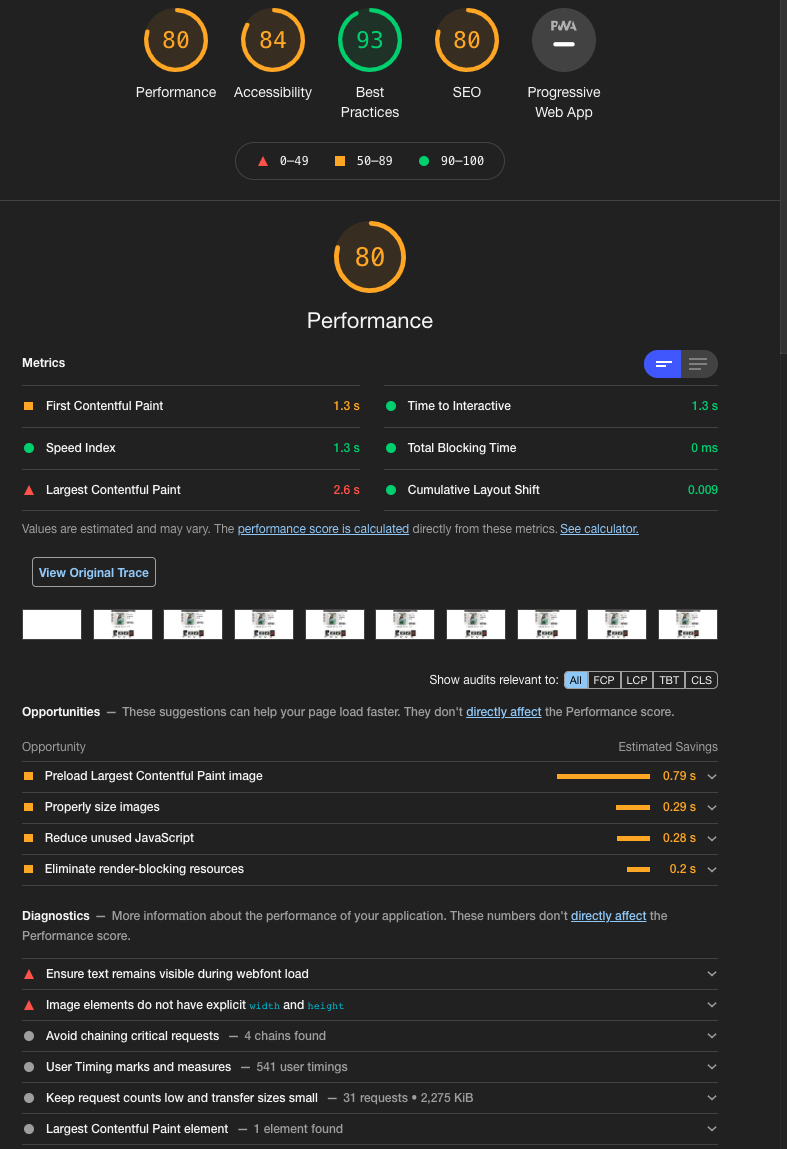 80 84 93 80 PWA
Performance Accessibility Best Practices SEO Progressive Web App
0–49 50–89 90–100
80
Performance
Metrics
First Contentful Paint 1.3 s
Time to Interactive 1.3 s
Speed Index 1.3 s
Total Blocking Time 0 ms
Largest Contentful Paint 2.6 s
Cumulative Layout Shift 0.009
Values are estimated and may vary. The performance score is calculated directly from these metrics. See calculator.
View Original Trace
Show audits relevant to: All FCP LCP TBT CLS
Opportunities — These suggestions can help your page load faster. They don't directly affect the Performance score.
Opportunity Estimated Savings
Preload Largest Contentful Paint image 0.79 s
Properly size images 0.29 s
Reduce unused JavaScript 0.28 s
Eliminate render-blocking resources 0.2 s
Diagnostics — More information about the performance of your application. These numbers don't directly affect the
Performance score.
Ensure text remains visible during webfont load
Image elements do not have explicit width and height
Avoid chaining critical requests — 4 chains found
User Timing marks and measures — 541 user timings
Keep request counts low and transfer sizes small — 31 requests • 2,275 KiB
Largest Contentful Paint element — 1 element found